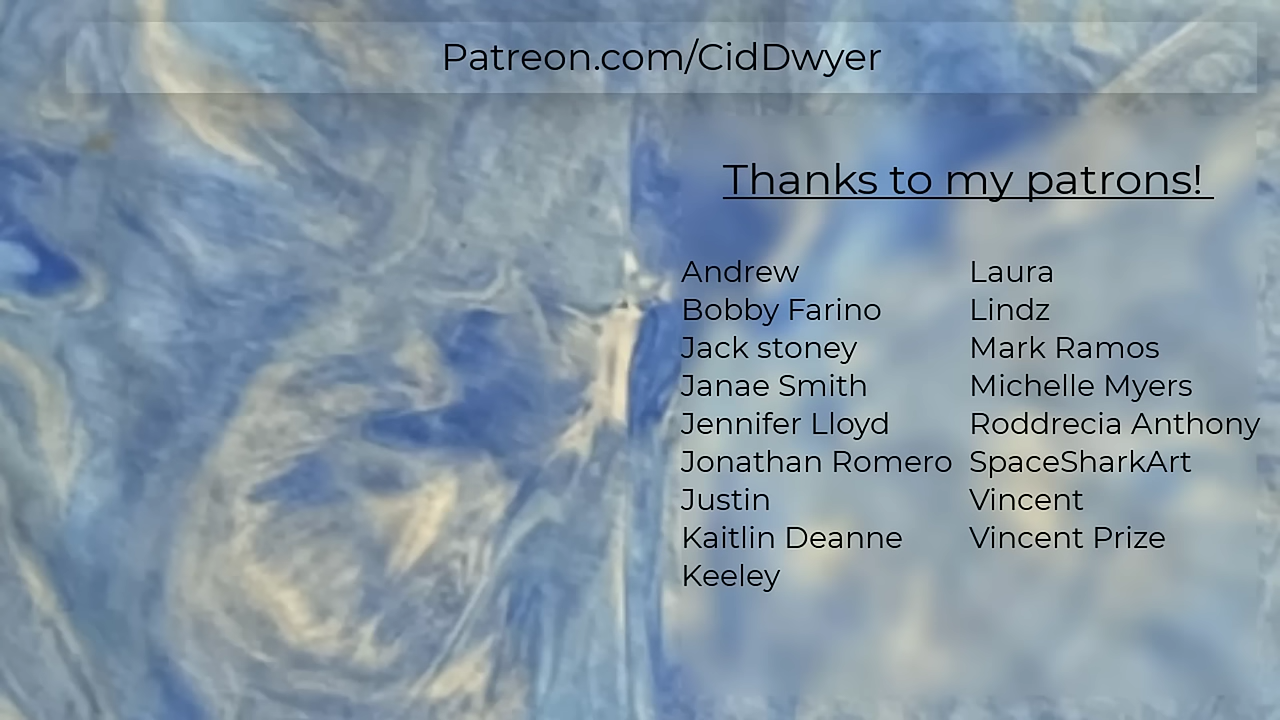 Patreon.com/CidDwyer
Thanks to my patrons!
Andrew
Bobby Farino
Jack stoney
Janae Smith
Jennifer Lloyd
Jonathan Romero
Justin
Kaitlin Deanne
Keeley
Laura
Lindz
Mark Ramos
Michelle Myers
Roddrecia Anthony
SpaceSharkArt
Vincent
Vincent Prize